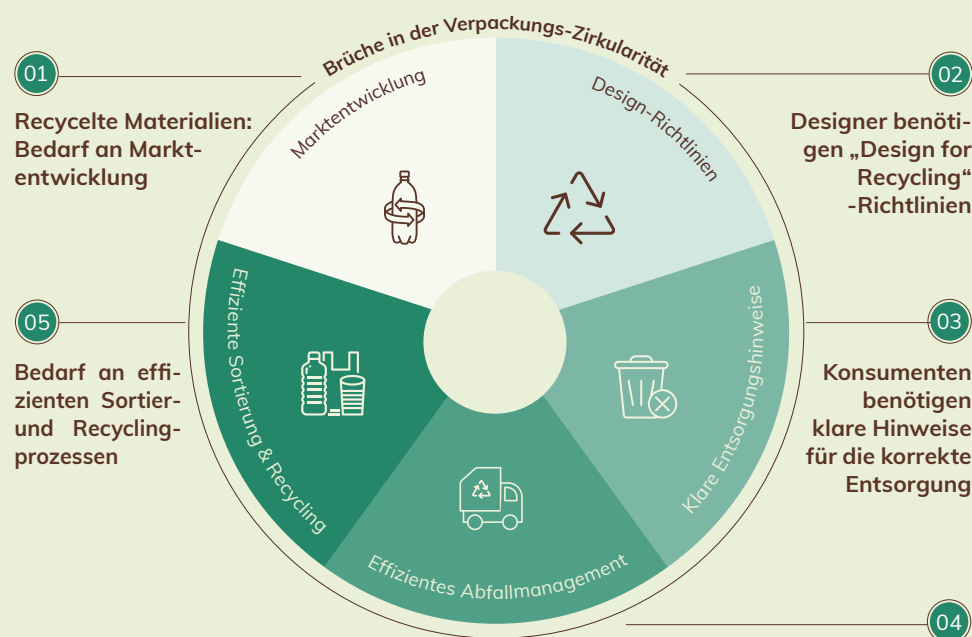 Brüche in der Verpackungs-Zirkularität
01
Recycelte Materialien:
Bedarf an Markt-
entwicklung
02
Designer benöti-
gen „Design for
Recycling“
-Richtlinien
Marktentwicklung
Design-Richtlinien
Effiziente Sortierung & Recycling
Klare Entsorgungshinweise
Effizientes Abfallmanagement
05
Bedarf an effi-
zienten Sortier-
und Recycling-
prozessen
03
Konsumenten
benötigen
klare Hinweise
für die korrekte
Entsorgung
04